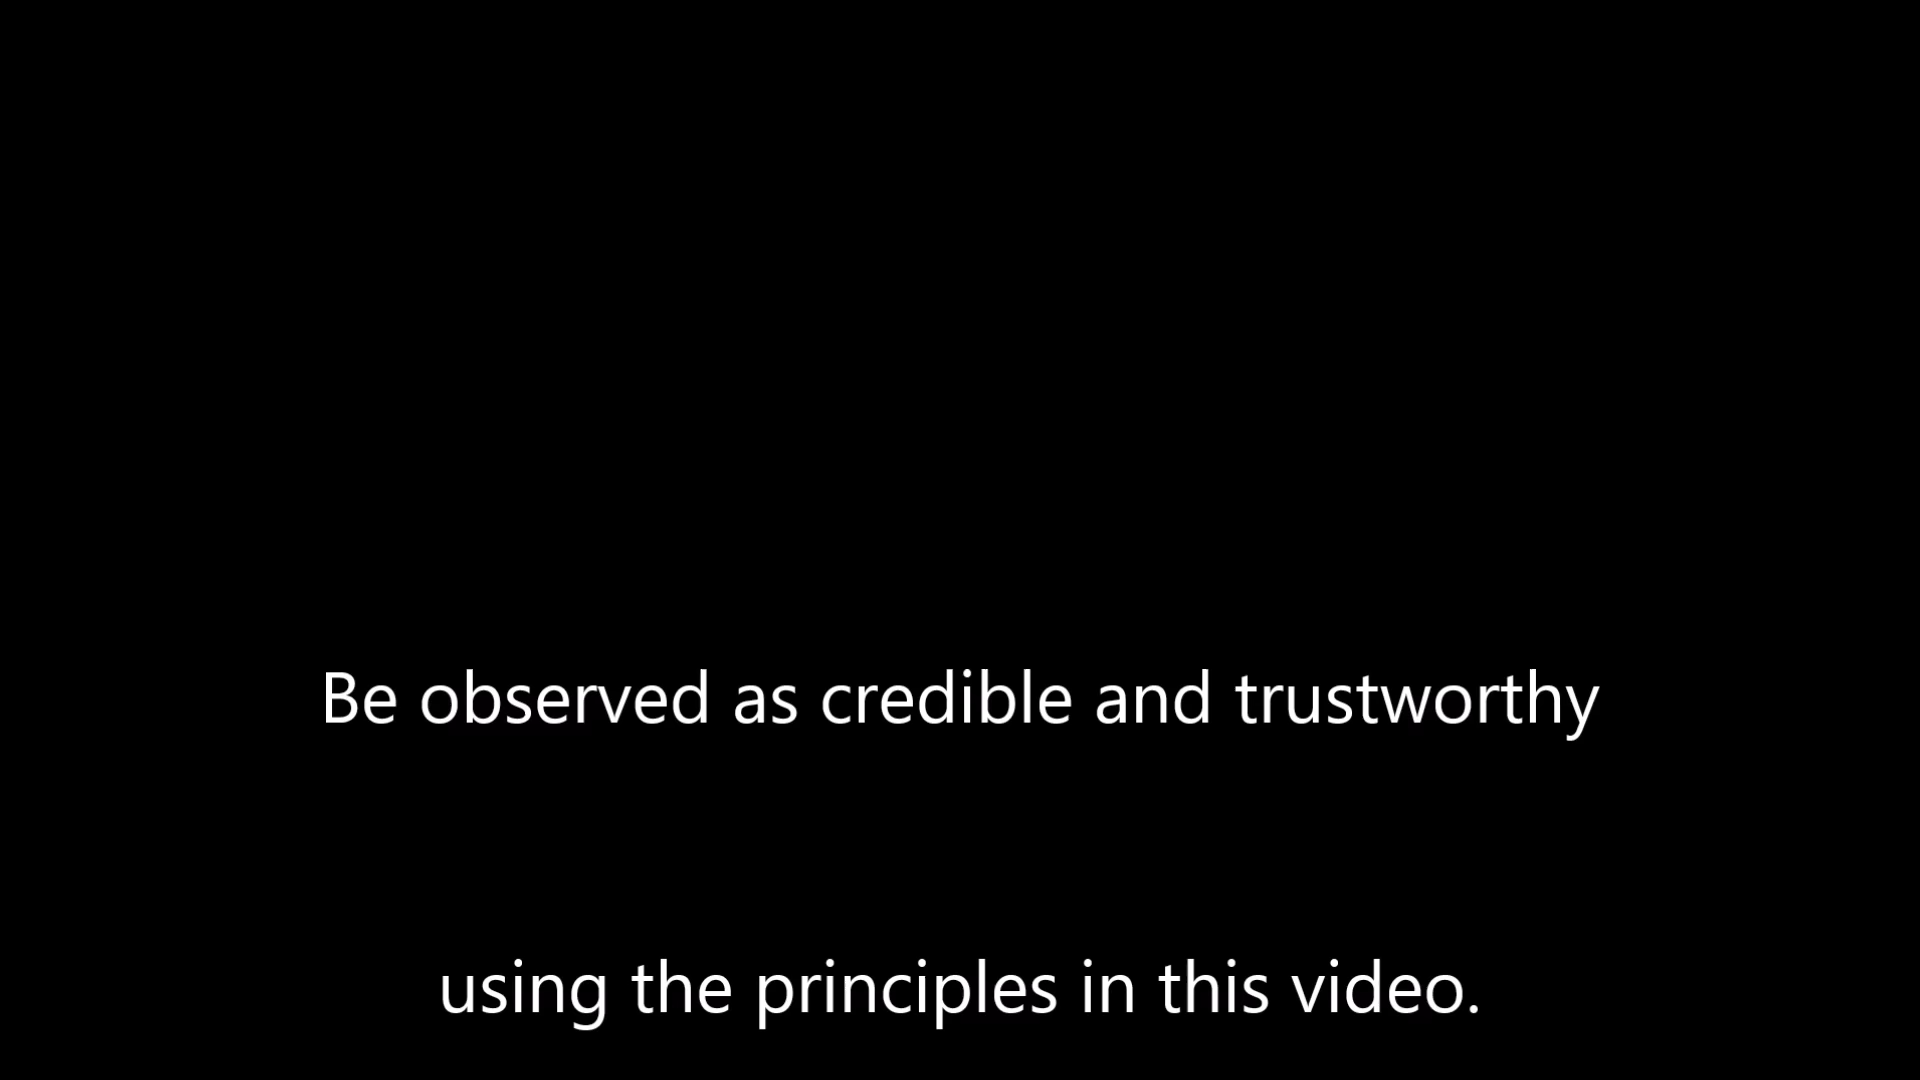 Be observed as credible and trustworthy
using the principles in this video.